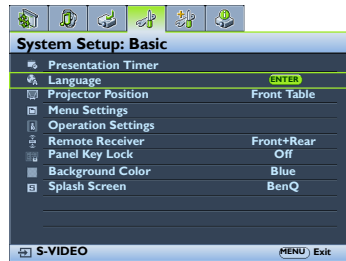 System Setup: Basic
Presentation Timer
Language ENTER
Projector Position Front Table
Menu Settings
Operation Settings
Remote Receiver Front+Rear
Panel Key Lock Off
Background Color Blue
Splash Screen BenQ
S-VIDEO MENU Exit